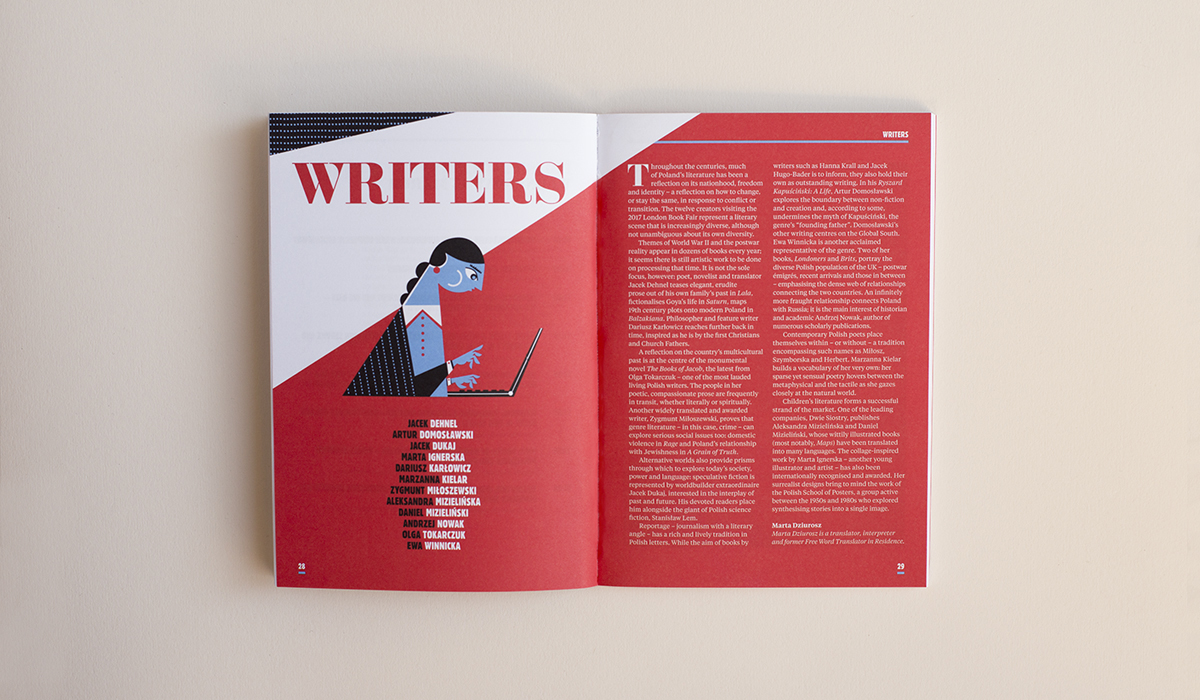 WRITERS
JACEK DEHNEL
ARTUR DOMOSŁAWSKI
JACEK DUKAJ
MARTA IGNERSKA
DARIUSZ KARŁOWICZ
MARZANNA KIELAR
ZYGMUNT MIŁOSZEWSKI
ALEKSANDRA MIZIELIŃSKA
DANIEL MIZIELIŃSKI
ANDRZEJ NOWAK
OLGA TOKARCZUK
EWA WINNICKA
28
WRITERS
Throughout the centuries, much
of Poland's literature has been a
reflection on its nationhood, freedom
and identity – a reflection on how to change,
or stay the same, in response to conflict or
transition. The twelve creators visiting the
2017 London Book Fair represent a literary
scene that is increasingly diverse, although
not unambiguous about its own diversity.
Themes of World War II and the postwar
reality appear in dozens of books every year;
it seems there is still artistic work to be done
on processing that time. It is not the sole
focus, however: poet, novelist and translator
Jacek Dehnel teases elegant, erudite
prose out of his own family's past in Lala,
fictionalises Goya's life in Saturn, maps
19th century plots onto modern Poland in
Balzakiana. Philosopher and feature writer
Dariusz Karłowicz reaches further back in
time, inspired as he is by the first Christians
and Church Fathers.
A reflection on the country's multicultural
past is at the centre of the monumental
novel The Books of Jacob, the latest from
Olga Tokarczuk – one of the most lauded
living Polish writers. The people in her
poetic, compassionate prose are frequently
in transit, whether literally or spiritually.
Another widely translated and awarded
writer, Zygmunt Miłoszewski, proves that
genre literature – in this case, crime – can
explore serious social issues too: domestic
violence in Rage and Poland's relationship
with Jewishness in A Grain of Truth.
Alternative worlds also provide prisms
through which to explore today's society,
power and language: speculative fiction is
represented by worldbuilder extraordinaire
Jacek Dukaj, interested in the interplay of
past and future. His devoted readers place
him alongside the giant of Polish science
fiction, Stanisław Lem.
Reportage – journalism with a literary
angle – has a rich and lively tradition in
Polish letters. While the aim of books by
writers such as Hanna Krall and Jacek
Hugo-Bader is to inform, they also hold their
own as outstanding writing. In his Ryszard
Kapuściński: A Life, Artur Domosławski
explores the boundary between non-fiction
and creation and, according to some,
undermines the myth of Kapuściński, the
genre's "founding father". Domosławski's
other writing centres on the Global South.
Ewa Winnicka is another acclaimed
representative of the genre. Two of her
books, Londoners and Brits, portray the
diverse Polish population of the UK – postwar
émigrés, recent arrivals and those in between
– emphasising the dense web of relationships
connecting the two countries. An infinitely
more fraught relationship connects Poland
with Russia; it is the main interest of historian
and academic Andrzej Nowak, author of
numerous scholarly publications.
Contemporary Polish poets place
themselves within – or without – a tradition
encompassing such names as Miłosz,
Szymborska and Herbert. Marzanna Kielar
builds a vocabulary of her very own: her
sparse yet sensual poetry hovers between the
metaphysical and the tactile as she gazes
closely at the natural world.
Children's literature forms a successful
strand of the market. One of the leading
companies, Dwie Siostry, publishes
Aleksandra Mizielińska and Daniel
Mizieliński, whose wittily illustrated books
(most notably, Maps) have been translated
into many languages. The collage-inspired
work by Marta Ignerska – another young
illustrator and artist – has also been
internationally recognised and awarded. Her
surrealist designs bring to mind the work of
the Polish School of Posters, a group active
between the 1950s and 1980s who explored
synthesising stories into a single image.
Marta Dziurosz
Marta Dziurosz is a translator, interpreter
and former Free Word Translator in Residence.
29